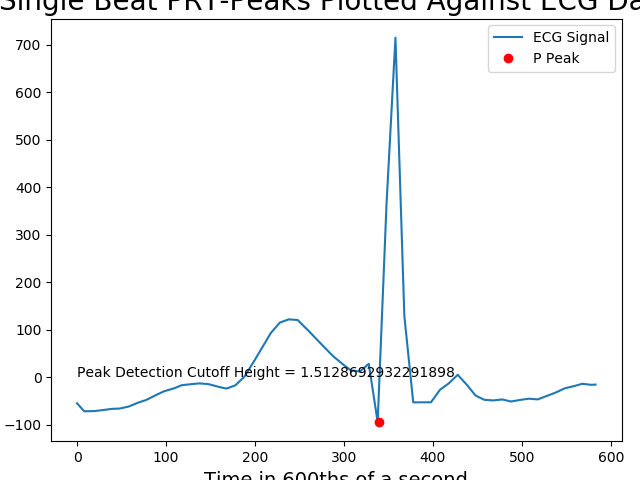 Single Beat PRT-Peaks Plotted Against ECG Da
ECG Signal
P Peak
700
600
500
400
300
200
100
0
−100
Peak Detection Cutoff Height = 1.5128692932291898
0 100 200 300 400 500 600
Time in 600ths of a second